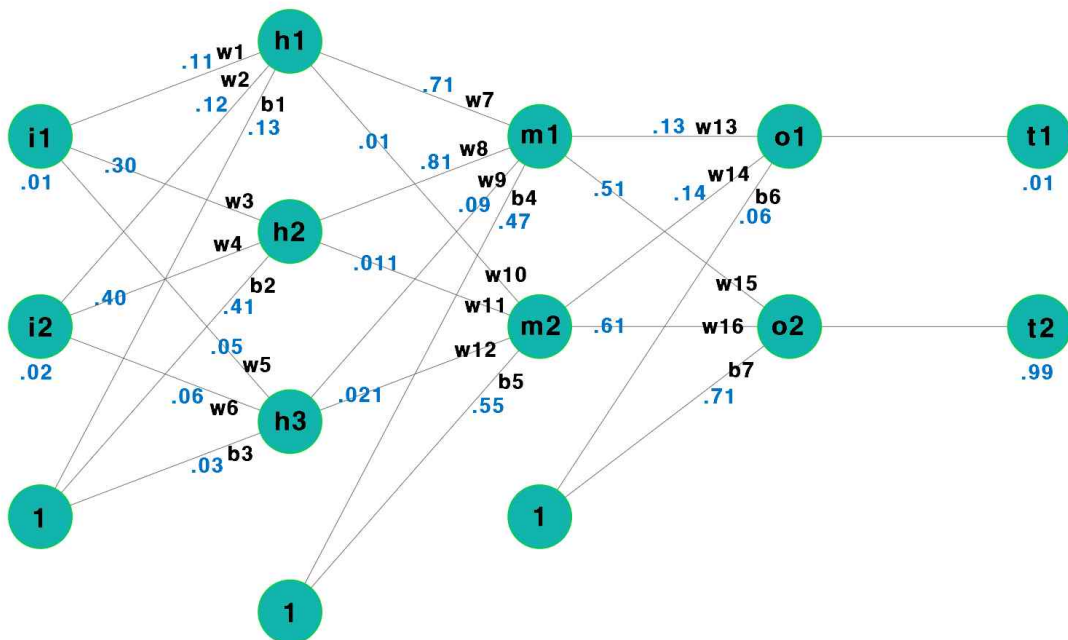 h1
.11 w1
w2
.12 b1
.13
.71 w7
i1
.01
.30
w3
.01
.81 w8
w9
.09 b4
.47
m1
.13 w13
w14
.14 b6
.06
.51
o1
t1
.01
h2
w4
b2
.41
.40
.011
w10
w11
w15
i2
.02
.05 w5
.06 w6
w12
m2
b5
.55
.61 w16
b7
.71
o2
t2
.99
.021
h3
b3
.03
1
1
1